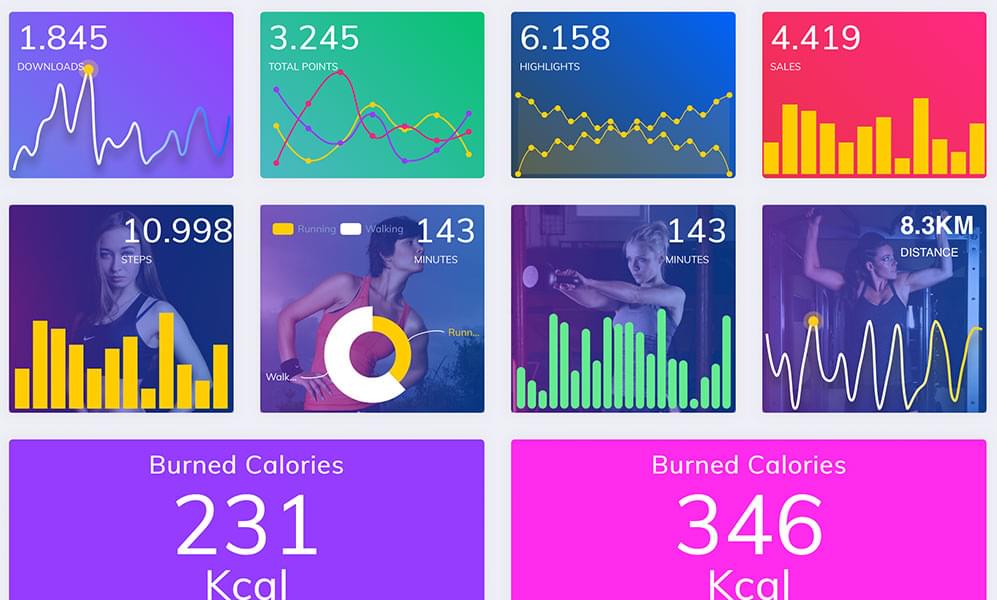 1.845
DOWNLOADS
3.245
TOTAL POINTS
6.158
HIGHLIGHTS
4.419
SALES
10.998
STEPS
Running Walking
143
MINUTES
Runn...
Walk...
143
MINUTES
8.3KM
DISTANCE
Burned Calories
231
Kcal
Burned Calories
346
Kcal